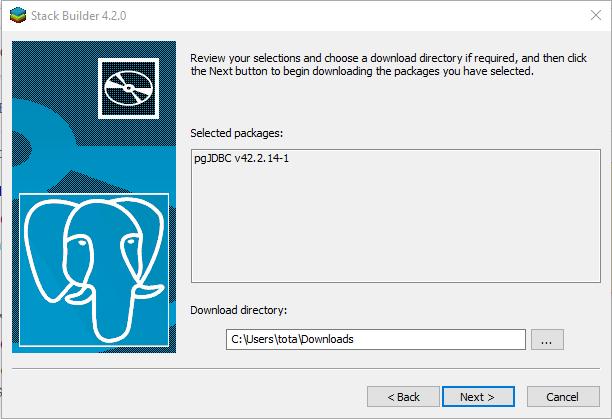 Stack Builder 4.2.0
Review your selections and choose a download directory if required, and then click
the Next button to begin downloading the packages you have selected.
Selected packages:
pgJDBC v42.2.14-1
Download directory:
C:\Users\tota\Downloads
...
< Back
Next >
Cancel